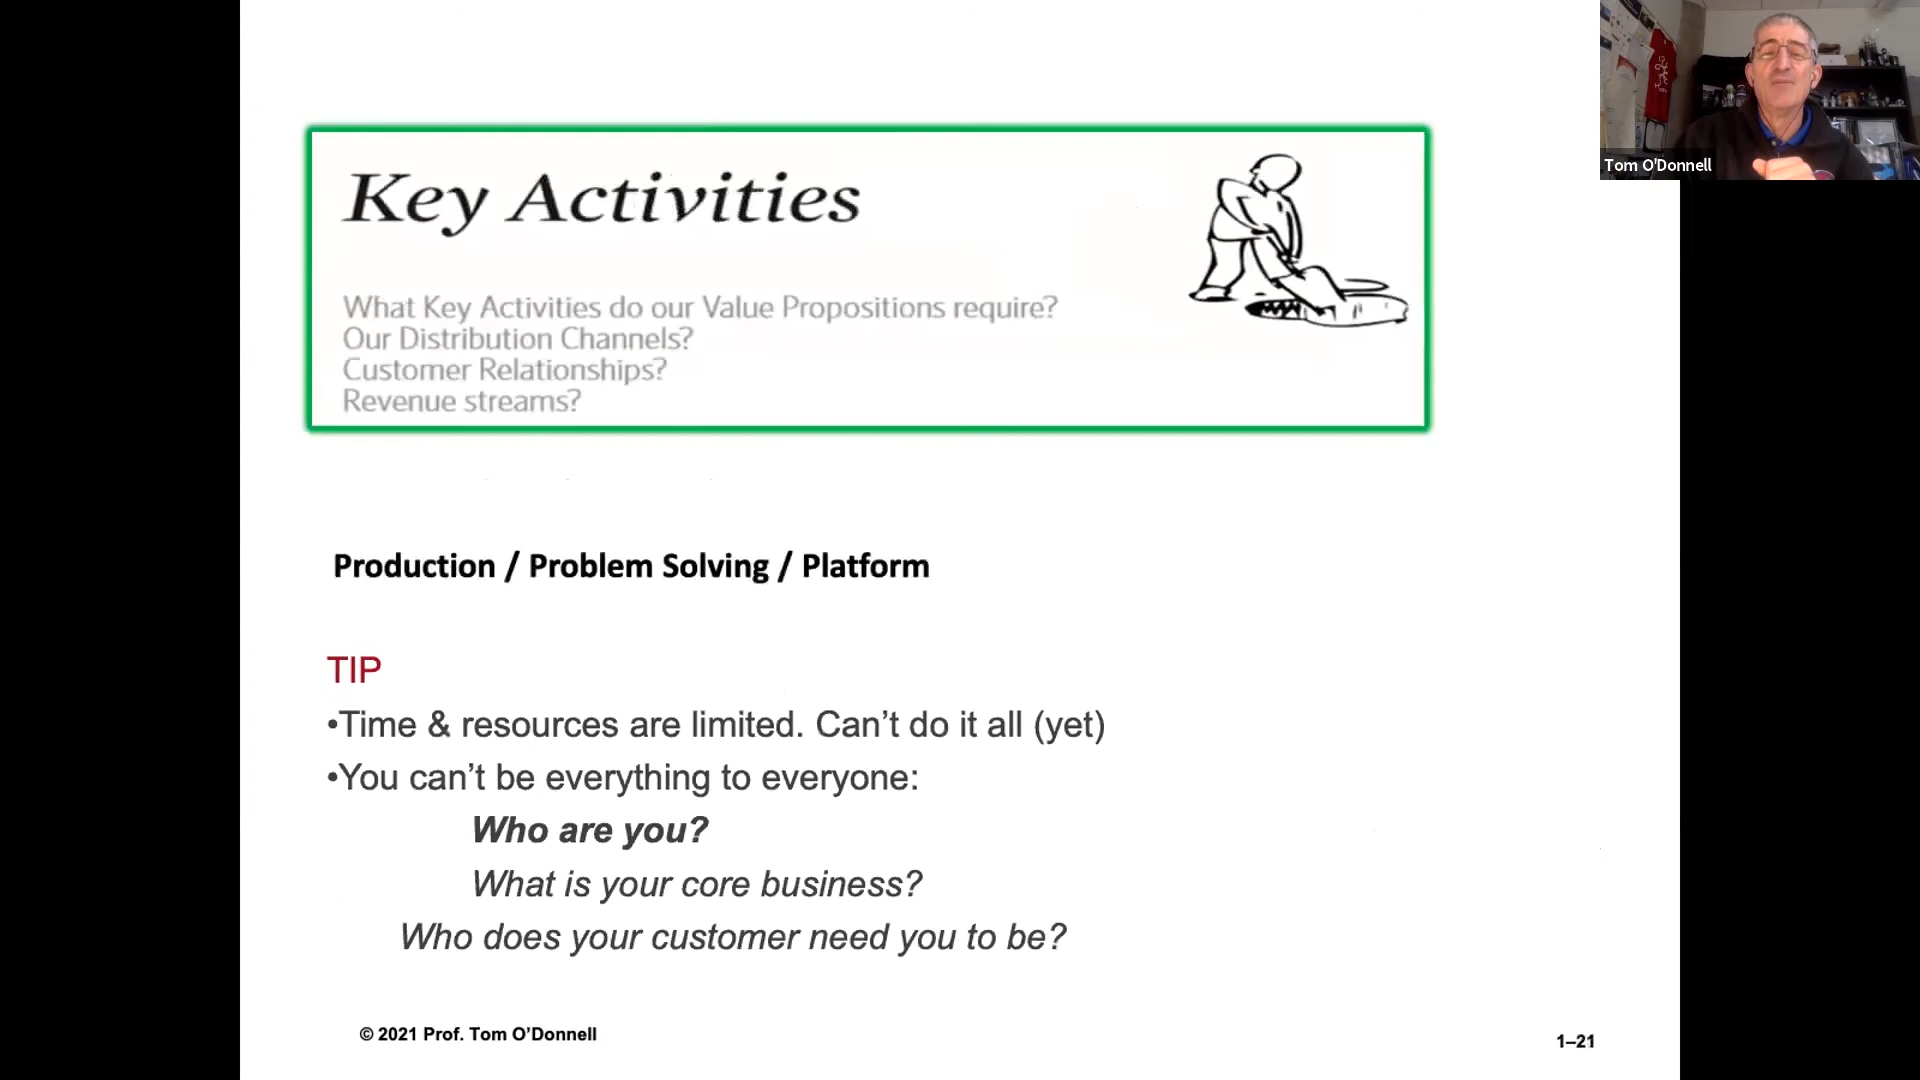 Key Activities
What Key Activities do our Value Propositions require?
Our Distribution Channels?
Customer Relationships?
Revenue streams?
Production / Problem Solving / Platform
TIP
•Time & resources are limited. Can’t do it all (yet)
•You can’t be everything to everyone:
Who are you?
What is your core business?
Who does your customer need you to be?
© 2021 Prof. Tom O’Donnell
1–21
Tom O'Donnell